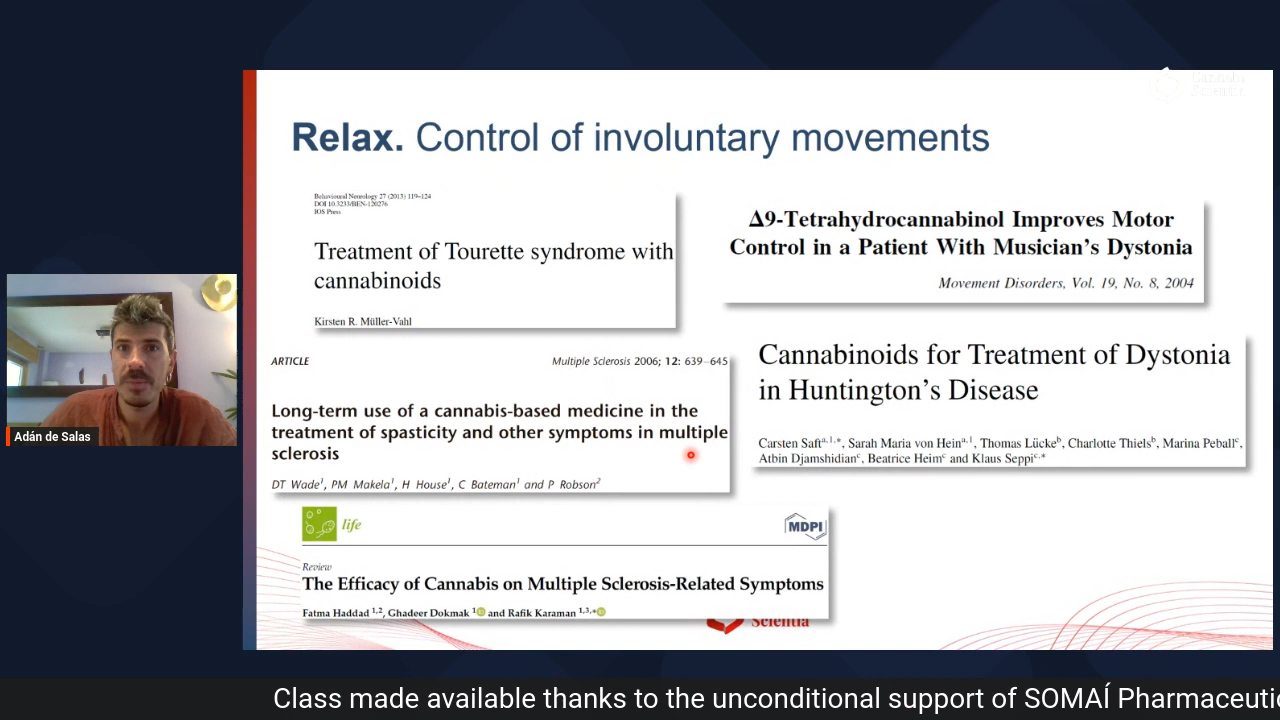 Relax. Control of involuntary movements
Behavioural Neurology 27 (2013) 119–124
DOI 10.3233/BEN-120276
IOS Press
Treatment of Tourette syndrome with
cannabinoids
Kirsten R. Müller-Vahl
Δ9-Tetrahydrocannabinol Improves Motor
Control in a Patient With Musician's Dystonia
Movement Disorders, Vol. 19, No. 8, 2004
ARTICLE
Multiple Sclerosis 2006; 12: 639–645
Long-term use of a cannabis-based medicine in the
treatment of spasticity and other symptoms in multiple
sclerosis
DT Wade1, PM Makela1, H House1, C Bateman1 and P Robson2
Cannabinoids for Treatment of Dystonia
in Huntington's Disease
Carsten Saft a,1,*, Sarah Maria von Hein a,1, Thomas Lücke b, Charlotte Thiels b, Marina Peball c,
Atbin Djamshidian c, Beatrice Heim c and Klaus Seppi c,*
life
MDPI
Review
The Efficacy of Cannabis on Multiple Sclerosis-Related Symptoms
Fatma Haddad 1,2, Ghadeer Dokmak 1 and Rafik Karaman 1,3,*
Scientia
Adán de Salas
Class made available thanks to the unconditional support of SOMAÍ Pharmaceutic